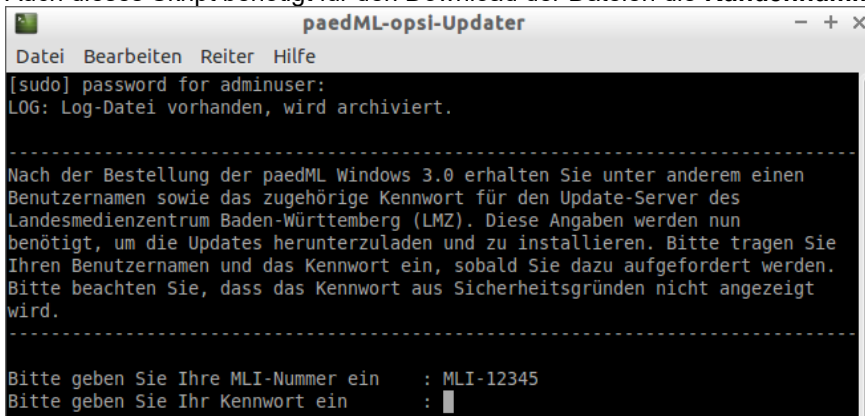 paedML-opsi-Updater
Datei Bearbeiten Reiter Hilfe
[sudo] password for adminuser:
LOG: Log-Datei vorhanden, wird archiviert.
--------------------------------------------------------------------------------
Nach der Bestellung der paedML Windows 3.0 erhalten Sie unter anderem einen
Benutzernamen sowie das zugehörige Kennwort für den Update-Server des
Landesmedienzentrum Baden-Württemberg (LMZ). Diese Angaben werden nun
benötigt, um die Updates herunterzuladen und zu installieren. Bitte tragen Sie
Ihren Benutzernamen und das Kennwort ein, sobald Sie dazu aufgefordert werden.
Bitte beachten Sie, dass das Kennwort aus Sicherheitsgründen nicht angezeigt
wird.
--------------------------------------------------------------------------------
Bitte geben Sie Ihre MLI-Nummer ein : MLI-12345
Bitte geben Sie Ihr Kennwort ein :